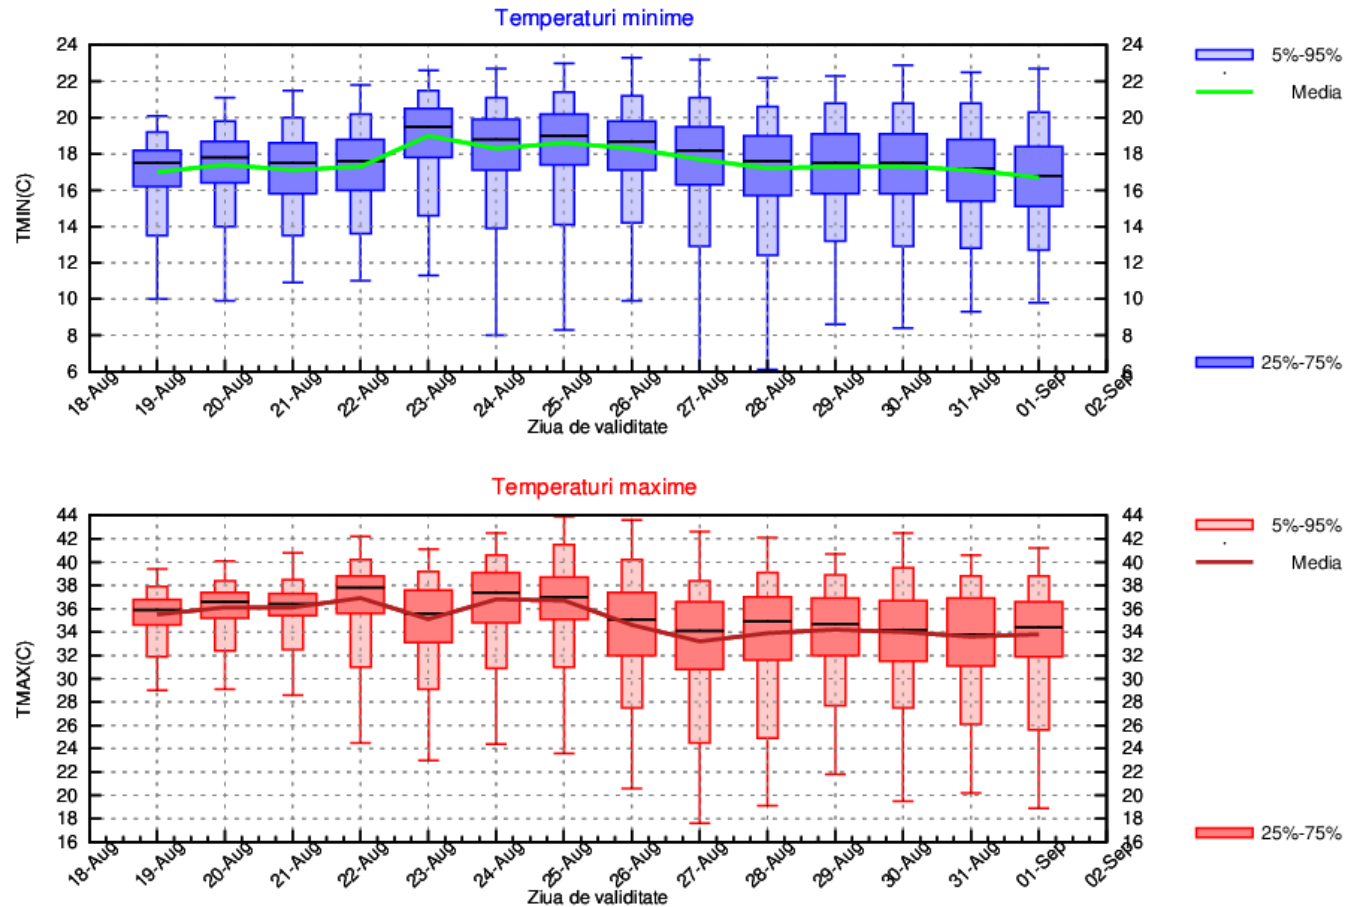 Temperaturi minime
24 24
22 22
20 20
18 18
16 16
14 14
12 12
10 10
8 8
6 6
TMIN(C)
18-Aug 19-Aug 20-Aug 21-Aug 22-Aug 23-Aug 24-Aug 25-Aug 26-Aug 27-Aug 28-Aug 29-Aug 30-Aug 31-Aug 01-Sep 02-Sep
Ziua de validitate
5%-95%
Media
25%-75%
Temperaturi maxime
44 44
42 42
40 40
38 38
36 36
34 34
32 32
30 30
28 28
26 26
24 24
22 22
20 20
18 18
16 16
TMAX(C)
18-Aug 19-Aug 20-Aug 21-Aug 22-Aug 23-Aug 24-Aug 25-Aug 26-Aug 27-Aug 28-Aug 29-Aug 30-Aug 31-Aug 01-Sep 02-Sep
Ziua de validitate
5%-95%
Media
25%-75%